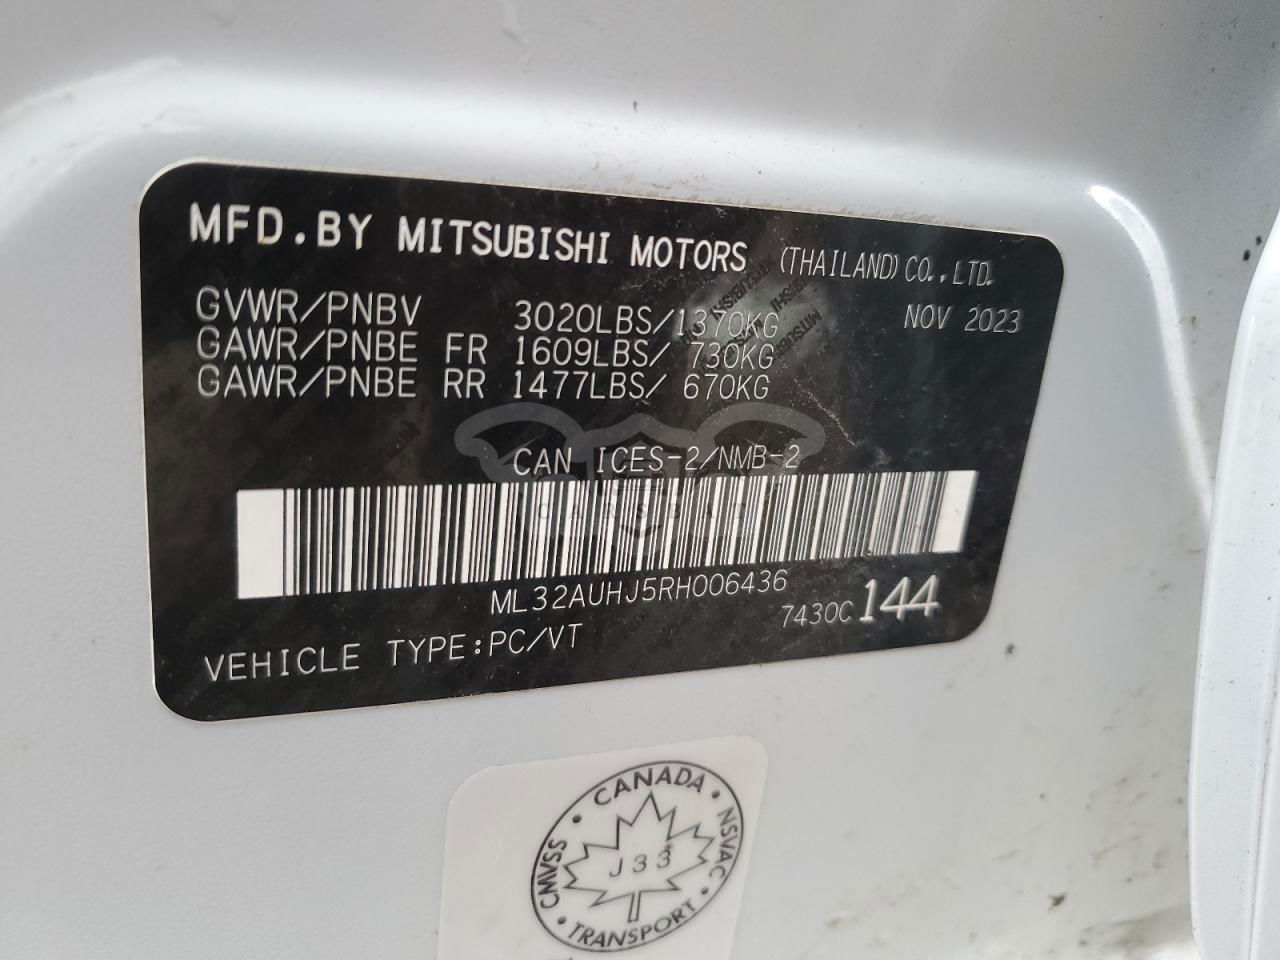 MFD.BY MITSUBISHI MOTORS (THAILAND) CO.,LTD.
GVWR/PNBV 3020LBS/1370KG NOV 2023
GAWR/PNBE FR 1609LBS/ 730KG
GAWR/PNBE RR 1477LBS/ 670KG
CAN ICES-2/NMB-2
ML32AUHJ5RH006436
7430C 144
VEHICLE TYPE:PC/VT
CANADA
NSVAC
TRANSPORT
CMVSS
J33